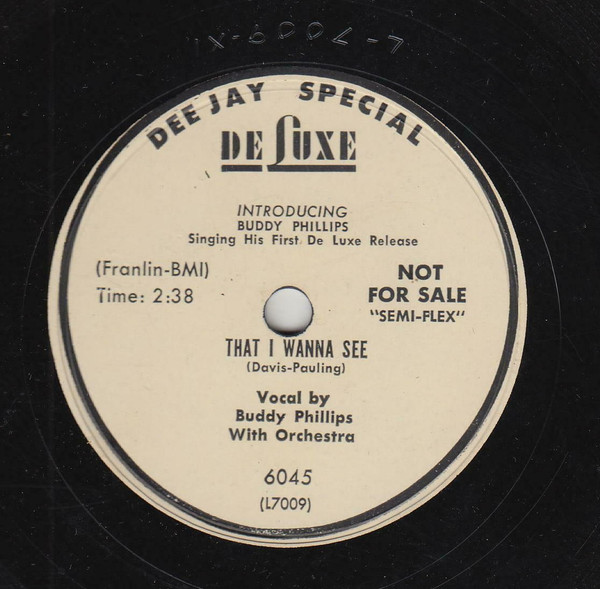 DEE JAY SPECIAL
DE LUXE
INTRODUCING
BUDDY PHILLIPS
Singing His First De Luxe Release
(Franlin-BMI)
Time: 2:38
NOT
FOR SALE
"SEMI-FLEX"
THAT I WANNA SEE
(Davis-Pauling)
Vocal by
Buddy Phillips
With Orchestra
6045
(L7009)